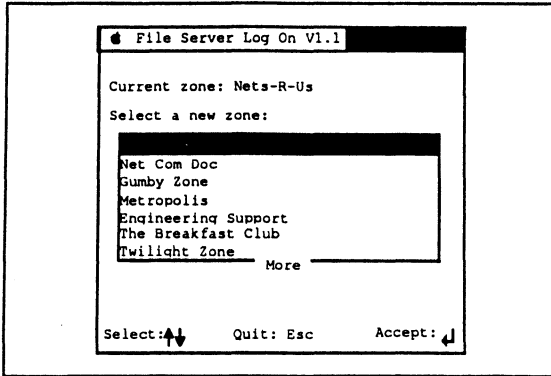 File Server Log On V1.1
Current zone: Nets-R-Us
Select a new zone:
Net Com Doc
Gumby Zone
Metropolis
Engineering Support
The Breakfast Club
Twilight Zone
More
Select: Quit: Esc Accept: